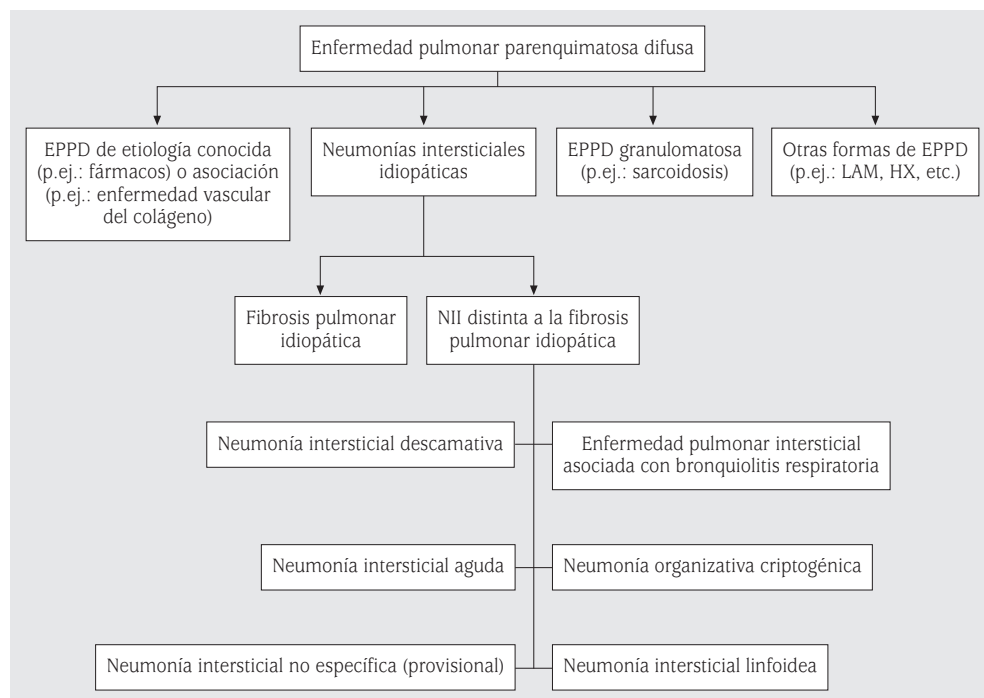 Enfermedad pulmonar parenquimatosa difusa
EPPD de etiología conocida
(p.ej.: fármacos) o asociación
(p.ej.: enfermedad vascular
del colágeno)
Neumonías intersticiales
idiopáticas
EPPD granulomatosa
(p.ej.: sarcoidosis)
Otras formas de EPPD
(p.ej.: LAM, HX, etc.)
Fibrosis pulmonar
idiopática
NII distinta a la fibrosis
pulmonar idiopática
Neumonía intersticial descamativa
Enfermedad pulmonar intersticial
asociada con bronquiolitis respiratoria
Neumonía intersticial aguda
Neumonía organizativa criptogénica
Neumonía intersticial no específica (provisional)
Neumonía intersticial linfoidea